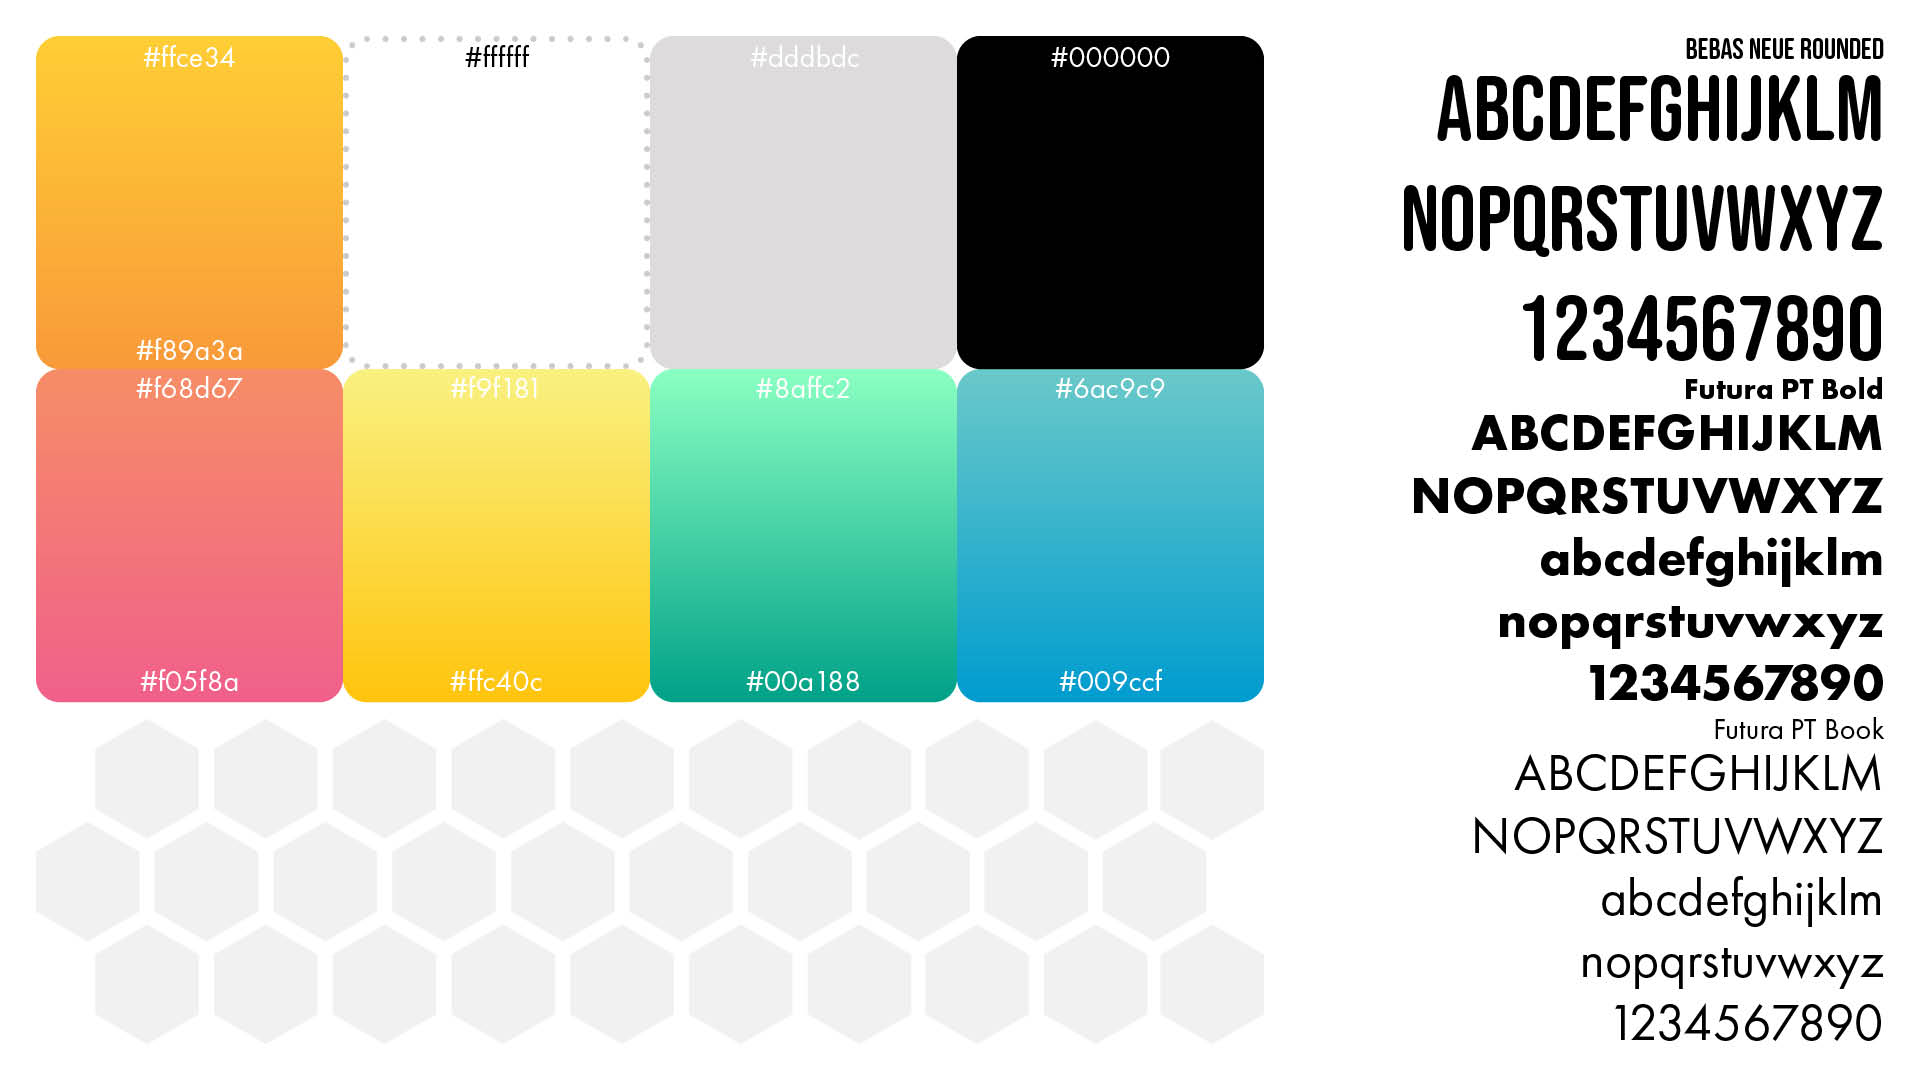 #ffce34
#ffffff
#dddbdc
#000000
#f89a3a
#f68d67
#f9f181
#8affc2
#6ac9c9
#f05f8a
#ffc40c
#00a188
#009ccf
BEBAS NEUE ROUNDED
ABCDEFGHIJKLM
NOPQRSTUVWXYZ
1234567890
Futura PT Bold
ABCDEFGHIJKLM
NOPQRSTUVWXYZ
abcdefghijklm
nopqrstuvwxyz
1234567890
Futura PT Book
ABCDEFGHIJKLM
NOPQRSTUVWXYZ
abcdefghijklm
nopqrstuvwxyz
1234567890